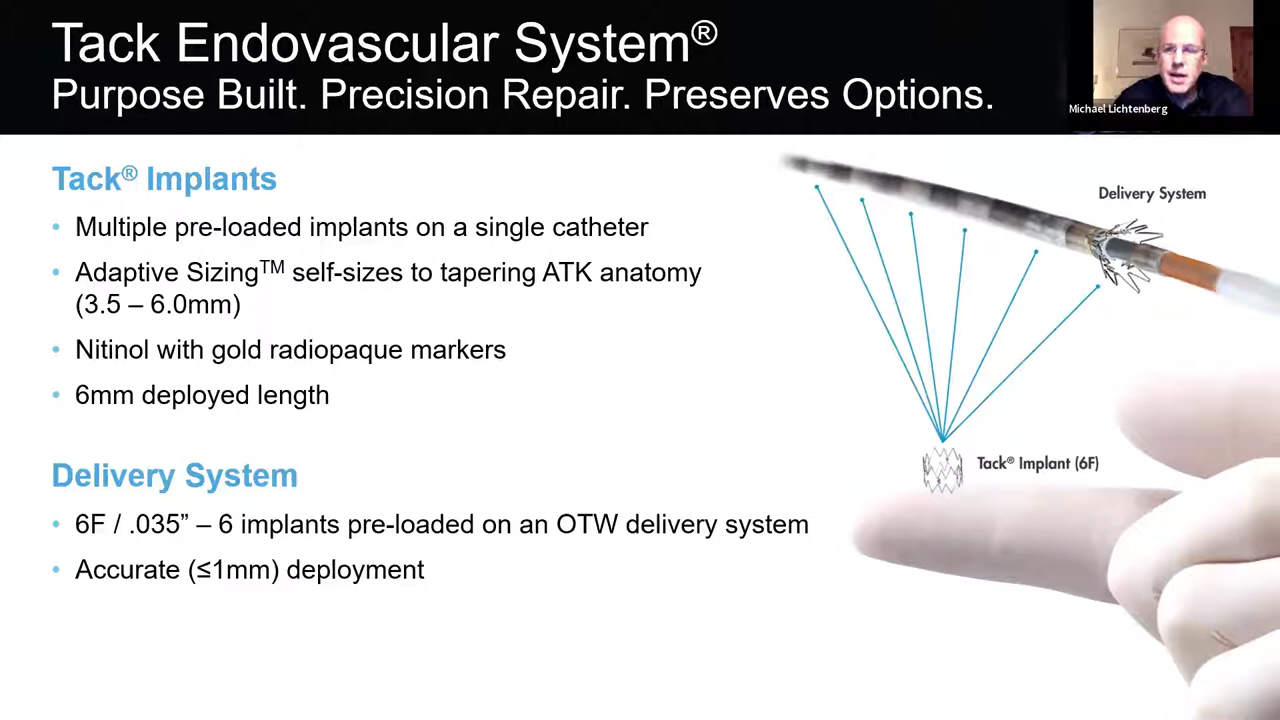 Tack Endovascular System®
Purpose Built. Precision Repair. Preserves Options.
Michael Lichtenberg
Tack® Implants
• Multiple pre-loaded implants on a single catheter
• Adaptive Sizing™ self-sizes to tapering ATK anatomy
(3.5 – 6.0mm)
• Nitinol with gold radiopaque markers
• 6mm deployed length
Delivery System
• 6F / .035” – 6 implants pre-loaded on an OTW delivery system
• Accurate (≤1mm) deployment
Delivery System
Tack® Implant (6F)